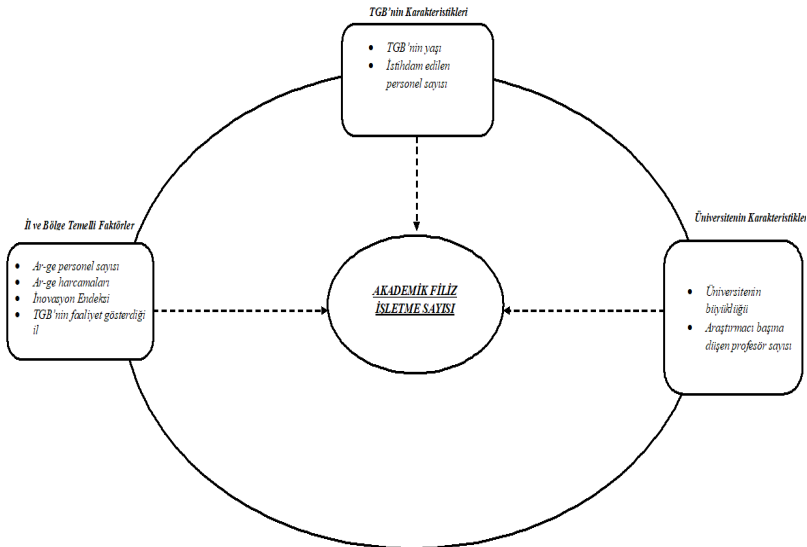 TGB'nin Karakteristikleri
TGB'nin yaşı
İstihdam edilen
personel sayısı
İl ve Bölge Temelli Faktörler
Ar-ge personel sayısı
Ar-ge harcamaları
İnovasyon Endeksi
TGB'nin faaliyet gösterdiği
il
AKADEMİK FİLİZ
İŞLETME SAYISI
Üniversitenin Karakteristikler
Üniversitenin
büyüklüğü
Araştırmacı başına
düşen profesör sayısı